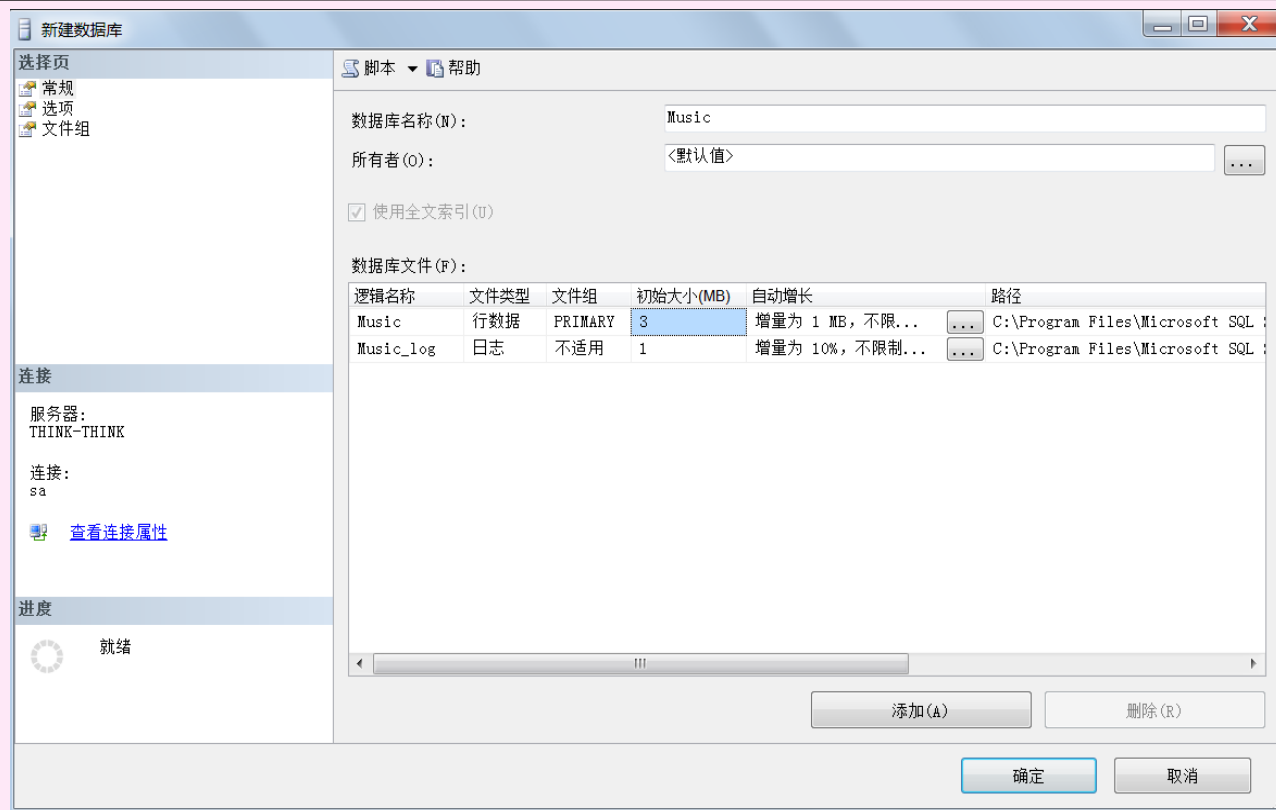 新建数据库
选择页
常规
选项
文件组
连接
服务器:
THINK-THINK
连接:
sa
查看连接属性
进度
就绪
脚本 帮助
数据库名称(N): Music
所有者(O): <默认值> ...
使用全文索引(U)
数据库文件(F):
逻辑名称 文件类型 文件组 初始大小(MB) 自动增长 路径
Music 行数据 PRIMARY 3 增量为 1 MB，不限... ... C:\Program Files\Microsoft SQL
Music_log 日志 不适用 1 增量为 10%，不限制... ... C:\Program Files\Microsoft SQL
添加(A) 删除(R)
确定 取消